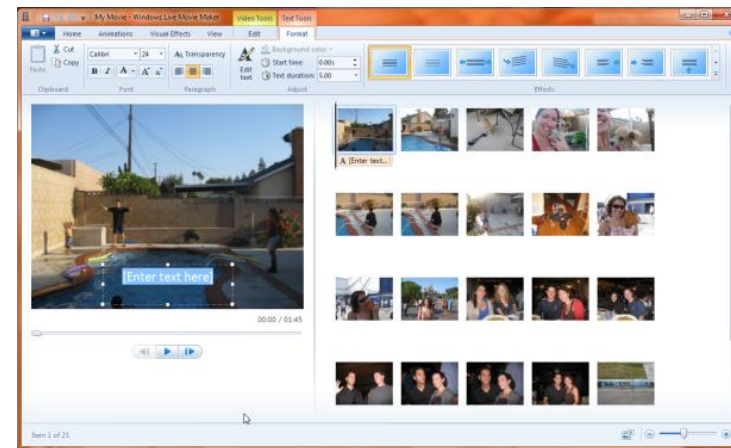 My Movie - Windows Live Movie Maker
Video Tools
Text Tools
Home
Animations
Visual Effects
View
Edit
Format
Paste
Cut
Copy
Clipboard
Calibri
24
B I A A A
Font
Transparency
Paragraph
Edit text
Background color
Start time: 0.00s
Text duration: 5.00
Adjust
Effects
[Enter text here]
00:00 / 01:45
A [Enter text...
Item 1 of 21